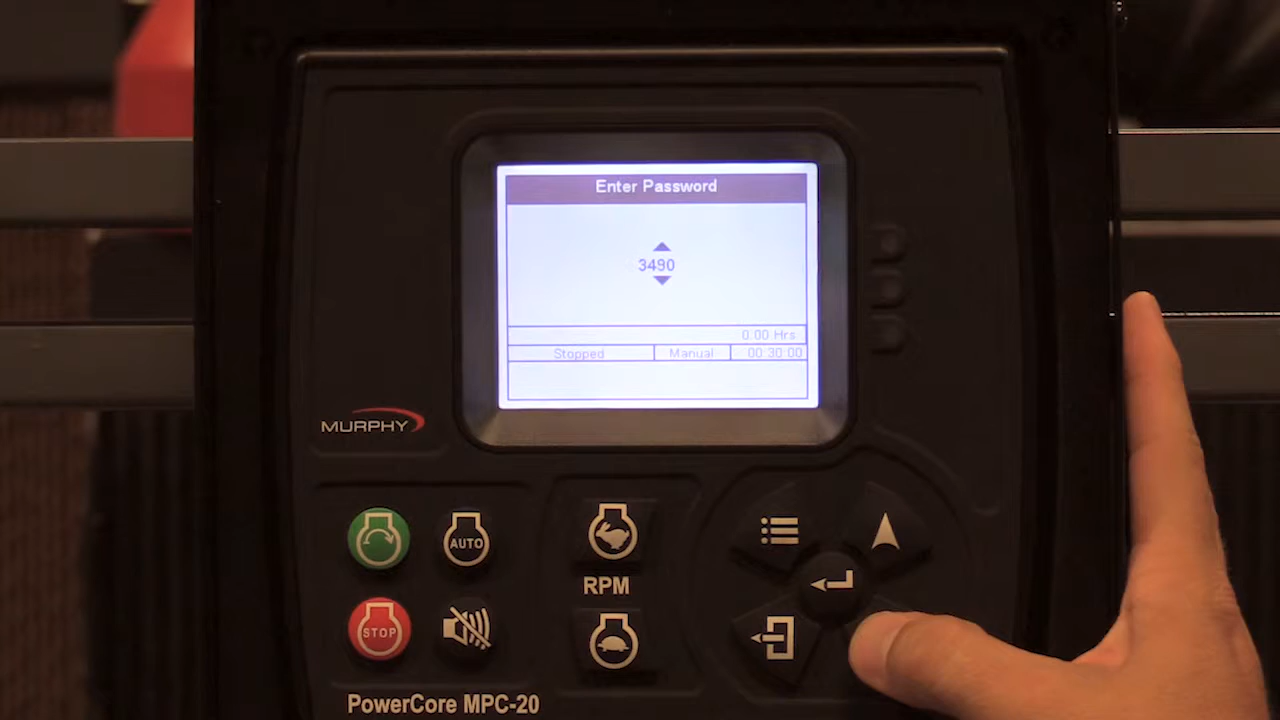 Enter Password
3490
0.00 Hrs
Stopped Manual 00:30:00
MURPHY
AUTO
RPM
STOP
PowerCore MPC-20